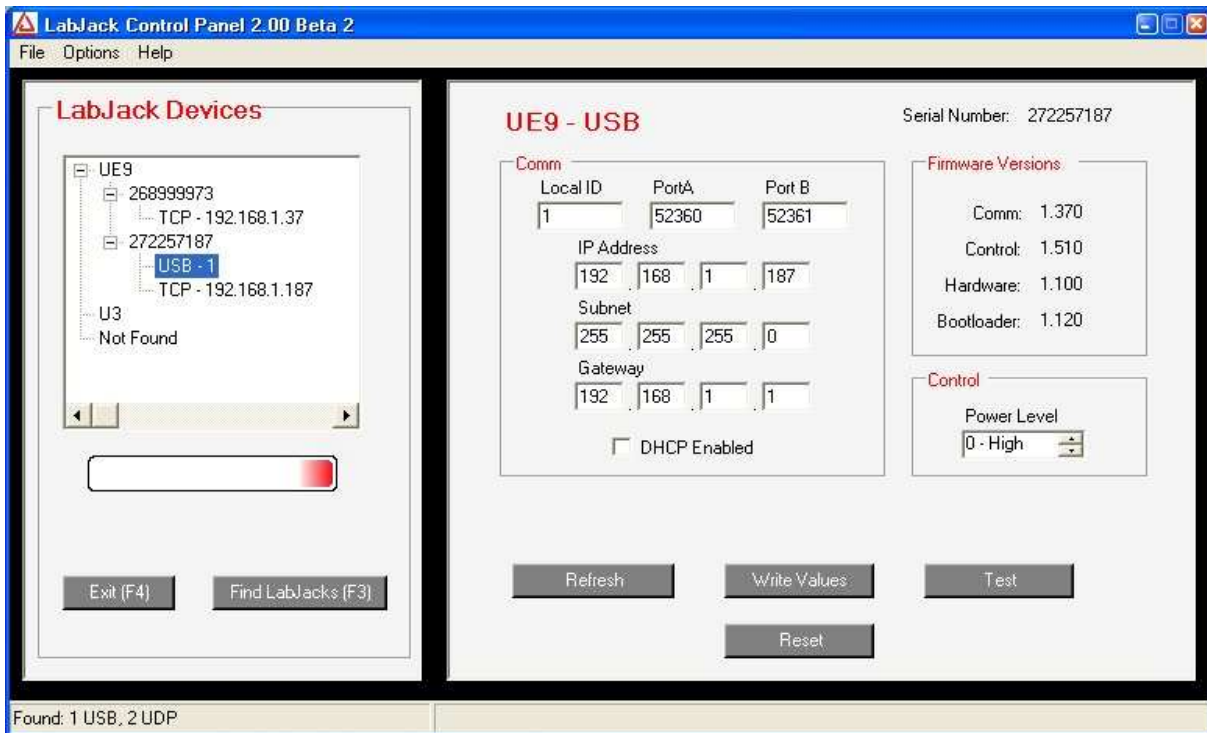 LabJack Control Panel 2.00 Beta 2
File Options Help
LabJack Devices
UE9
268999973
TCP - 192.168.1.37
272257187
USB - 1
TCP - 192.168.1.187
U3
Not Found
Exit (F4) Find LabJacks (F3)
UE9 - USB
Serial Number: 272257187
Comm
Local ID PortA Port B
1 52360 52361
IP Address
192 . 168 . 1 . 187
Subnet
255 . 255 . 255 . 0
Gateway
192 . 168 . 1 . 1
DHCP Enabled
Firmware Versions
Comm: 1.370
Control: 1.510
Hardware: 1.100
Bootloader: 1.120
Control
Power Level
0 - High
Refresh Write Values Test
Reset
Found: 1 USB, 2 UDP